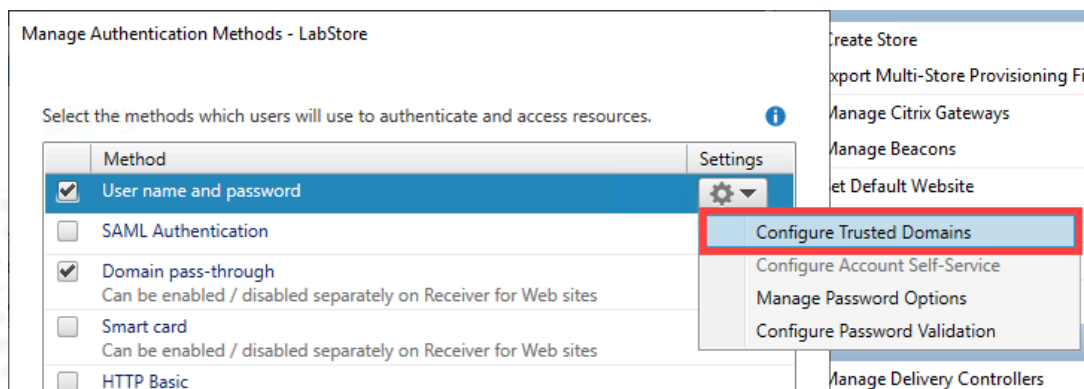 Manage Authentication Methods - LabStore
Select the methods which users will use to authenticate and access resources.
Method Settings
User name and password
SAML Authentication
Domain pass-through
Can be enabled / disabled separately on Receiver for Web sites
Smart card
Can be enabled / disabled separately on Receiver for Web sites
HTTP Basic
Configure Trusted Domains
Configure Account Self-Service
Manage Password Options
Configure Password Validation
Create Store
xport Multi-Store Provisioning Fi
Manage Citrix Gateways
Manage Beacons
et Default Website
Manage Delivery Controllers